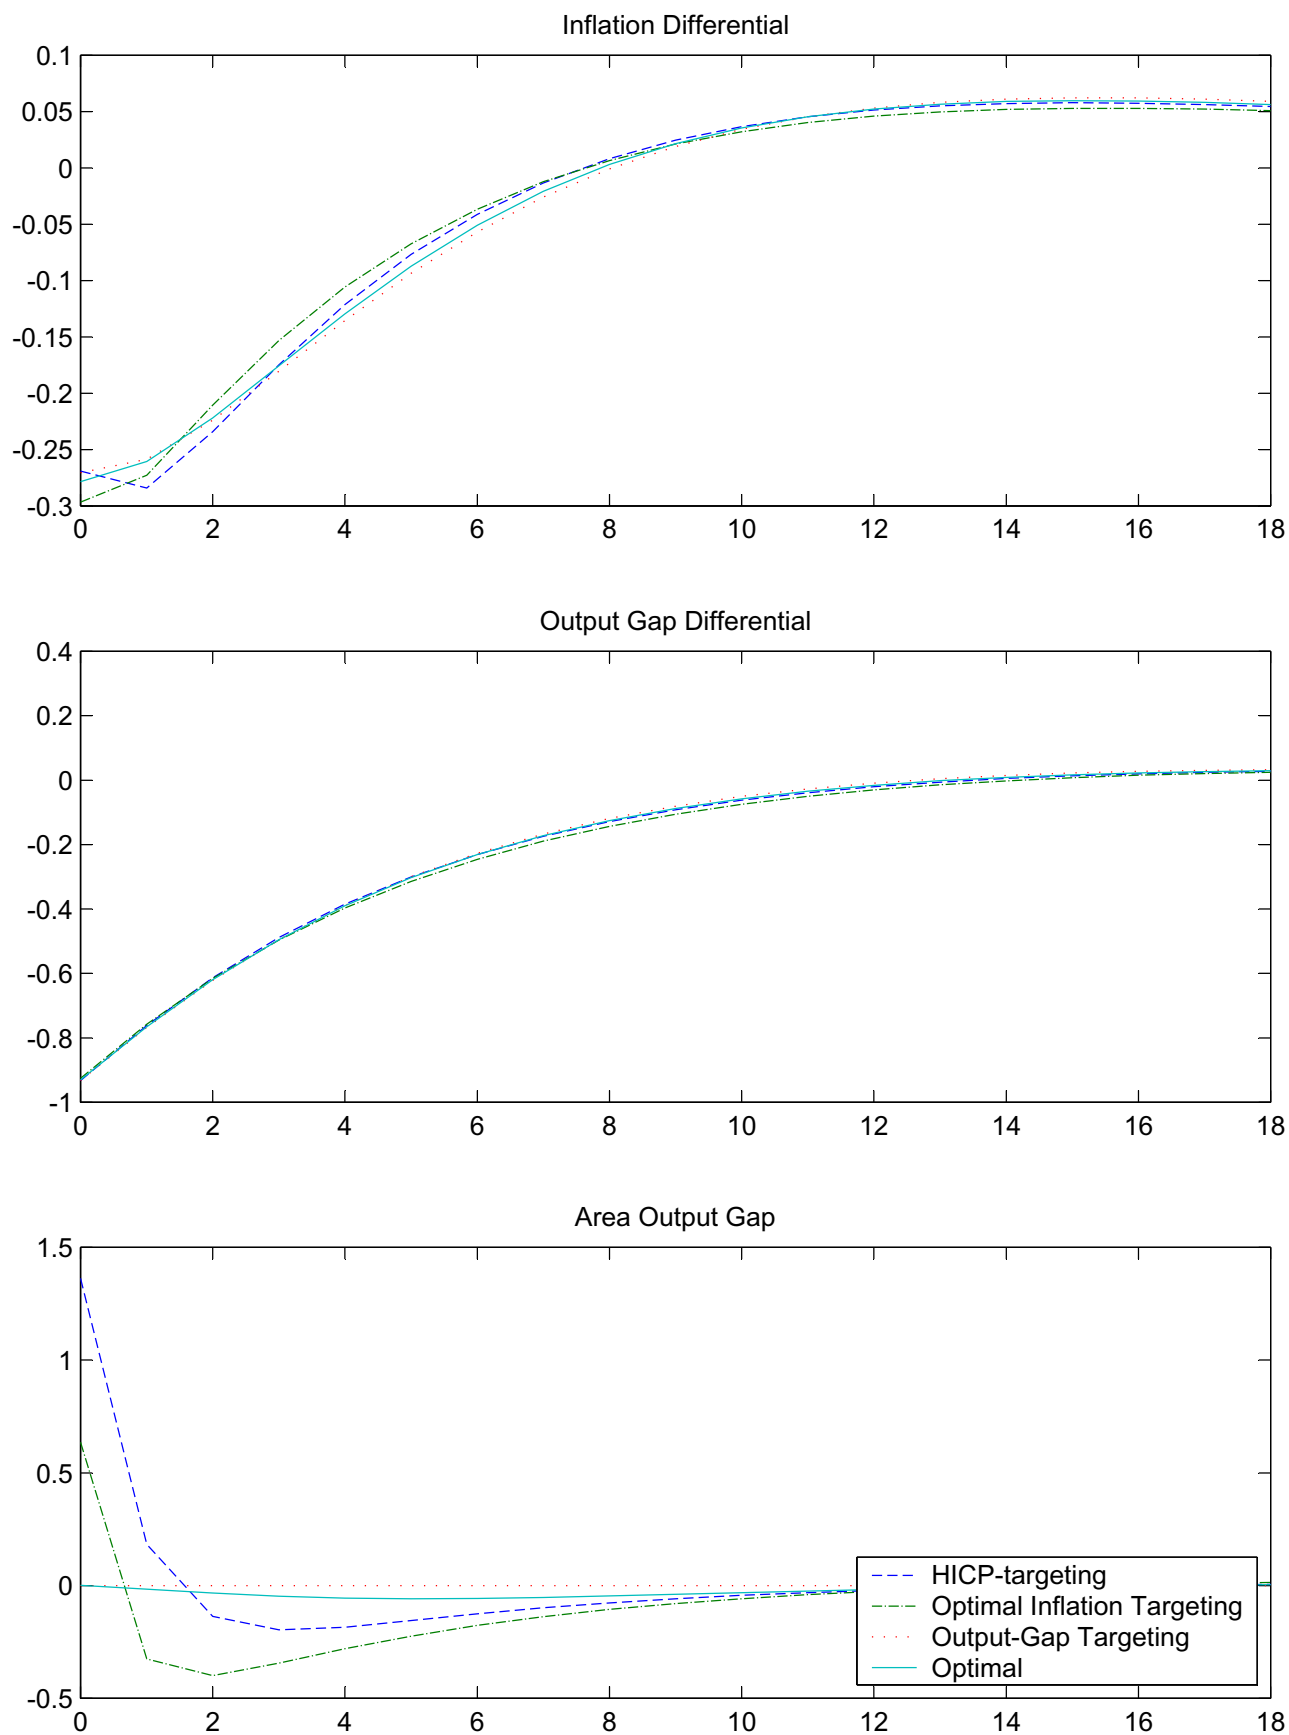 Inflation Differential
0.1
0.05
0
-0.05
-0.1
-0.15
-0.2
-0.25
-0.3
0 2 4 6 8 10 12 14 16 18
Output Gap Differential
0.4
0.2
0
-0.2
-0.4
-0.6
-0.8
-1
0 2 4 6 8 10 12 14 16 18
Area Output Gap
1.5
1
0.5
0
-0.5
HICP-targeting
Optimal Inflation Targeting
Output-Gap Targeting
Optimal
0 2 4 6 8 10 12 14 16 18